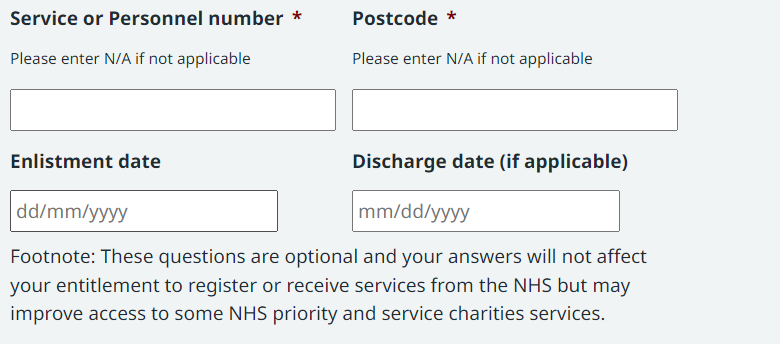 Service or Personnel number * Postcode *
Please enter N/A if not applicable Please enter N/A if not applicable
Enlistment date Discharge date (if applicable)
dd/mm/yyyy mm/dd/yyyy
Footnote: These questions are optional and your answers will not affect
your entitlement to register or receive services from the NHS but may
improve access to some NHS priority and service charities services.